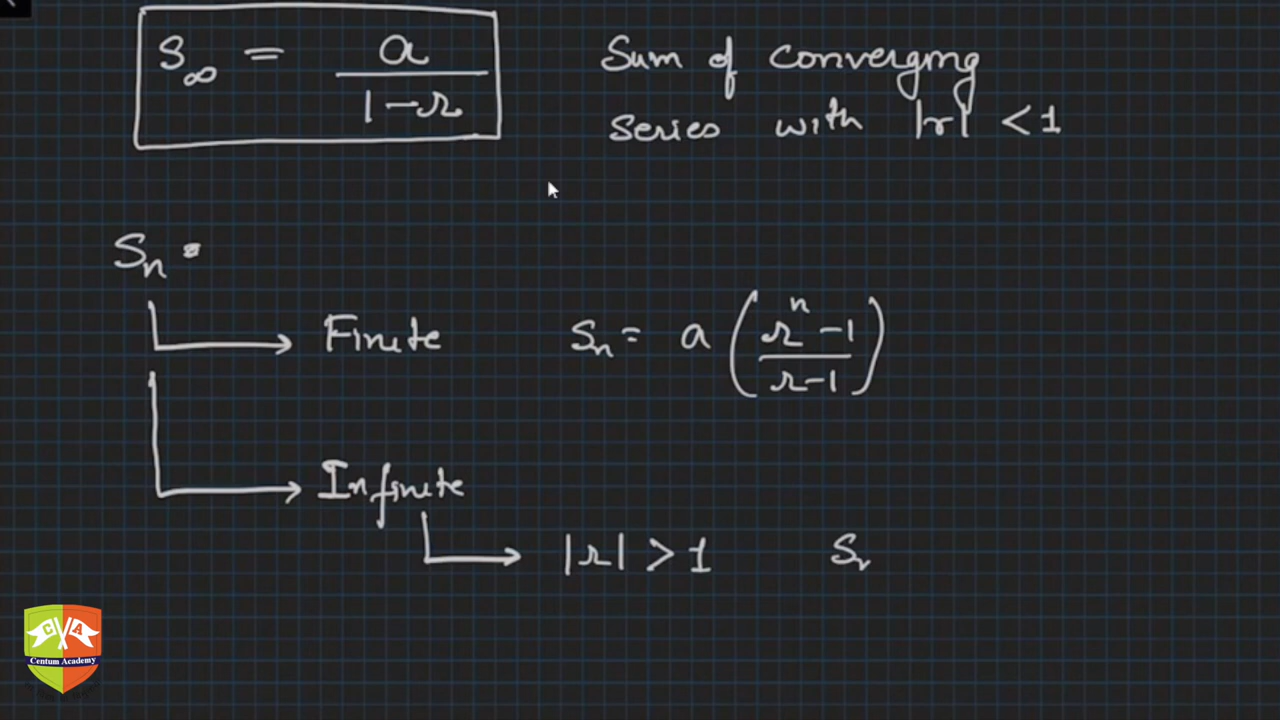 S∞ = a / (1-r) Sum of converging
series with |r| < 1
Sn =
Finite Sn = a ( (r^n - 1) / (r-1) )
Infinite
|r| > 1 Sn
C A
Centum Academy